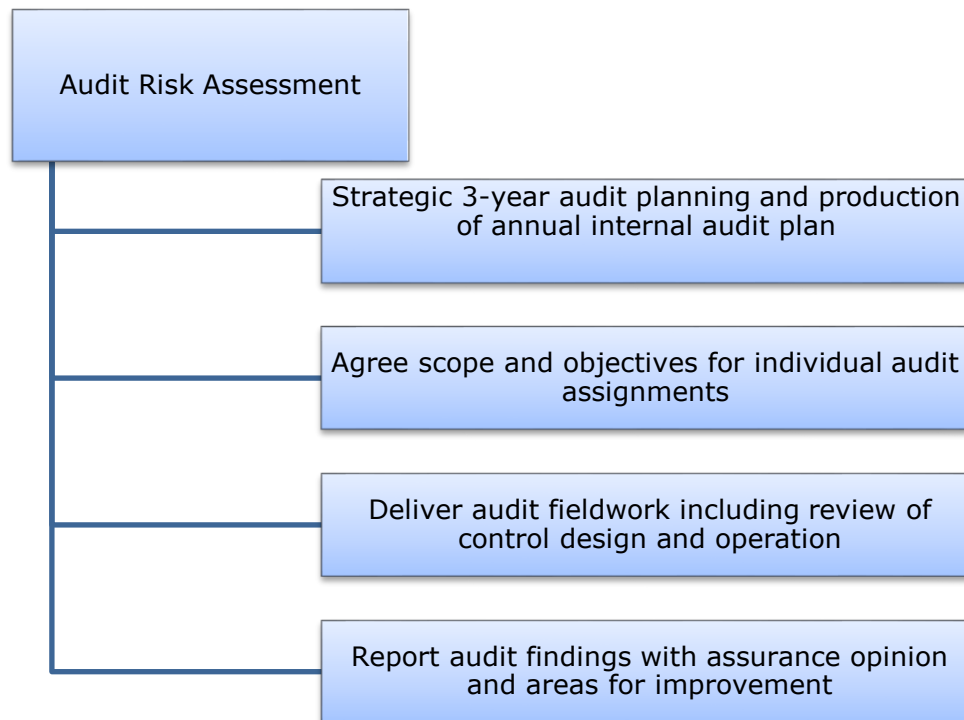 Audit Risk Assessment
Strategic 3-year audit planning and production
of annual internal audit plan
Agree scope and objectives for individual audit
assignments
Deliver audit fieldwork including review of
control design and operation
Report audit findings with assurance opinion
and areas for improvement